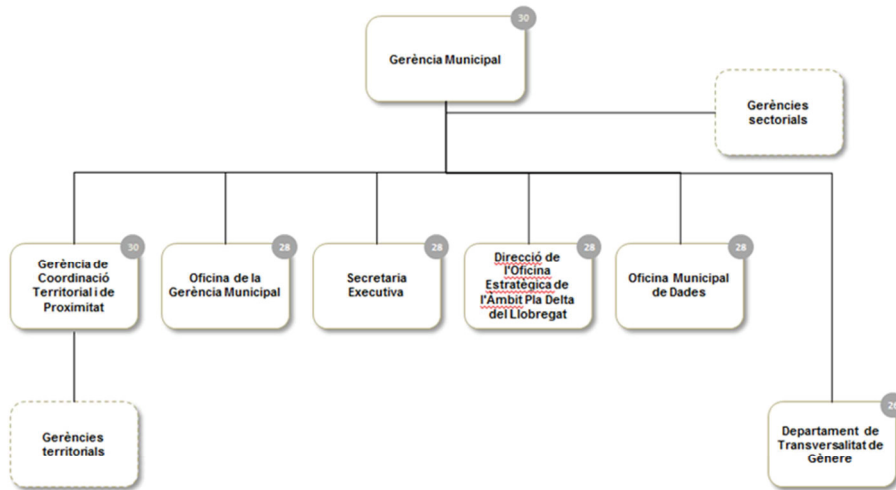 30
Gerència Municipal
Gerències
sectorials
30
Gerència de
Coordinació
Territorial i de
Proximitat
28
Oficina de la
Gerència Municipal
28
Secretaria
Executiva
28
Direcció de
l'Oficina
Estratègica de
l'Àmbit Pla Delta
del Llobregat
28
Oficina Municipal
de Dades
Gerències
territorials
26
Departament de
Transversalitat de
Gènere